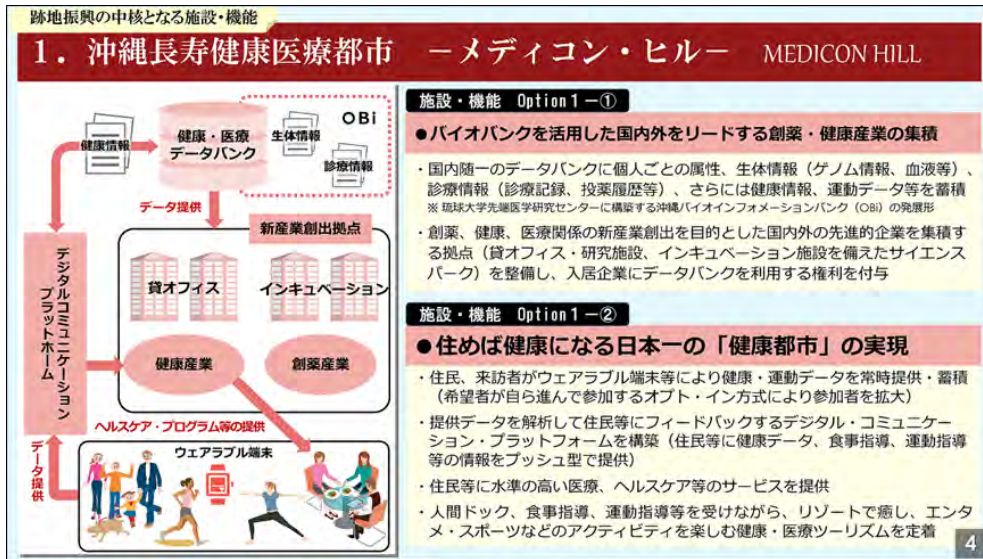 跡地振興の中核となる施設・機能
1．沖縄長寿健康医療都市　－メディコン・ヒル－　MEDICON HILL
健康情報
健康・医療
データバンク
生体情報
OBi
診療情報
データ提供
新産業創出拠点
貸オフィス
インキュベーション
健康産業
創薬産業
デジタルコミュニケーション
プラットホーム
ヘルスケア・プログラム等の提供
データ提供
ウェアラブル端末
施設・機能　Option1－①
●バイオバンクを活用した国内外をリードする創薬・健康産業の集積
・国内随一のデータバンクに個人ごとの属性、生体情報（ゲノム情報、血液等）、
診療情報（診療記録、投薬履歴等）、さらには健康情報、運動データ等を蓄積
※ 琉球大学先端医学研究センターに構築する沖縄バイオインフォメーションバンク（OBi）の発展形
・創薬、健康、医療関係の新産業創出を目的とした国内外の先進的企業を集積す
る拠点（貸オフィス・研究施設、インキュベーション施設を備えたサイエンス
パーク）を整備し、入居企業にデータバンクを利用する権利を付与
施設・機能　Option1－②
●住めば健康になる日本一の「健康都市」の実現
・住民、来訪者がウェアラブル端末等により健康・運動データを常時提供・蓄積
（希望者が自ら進んで参加するオプト・イン方式により参加者を拡大）
・提供データを解析して住民等にフィードバックするデジタル・コミュニケー
ション・プラットフォームを構築（住民等に健康データ、食事指導、運動指導
等の情報をプッシュ型で提供）
・住民等に水準の高い医療、ヘルスケア等のサービスを提供
・人間ドック、食事指導、運動指導等を受けながら、リゾートで癒し、エンタ
メ・スポーツなどのアクティビティを楽しむ健康・医療ツーリズムを定着
4